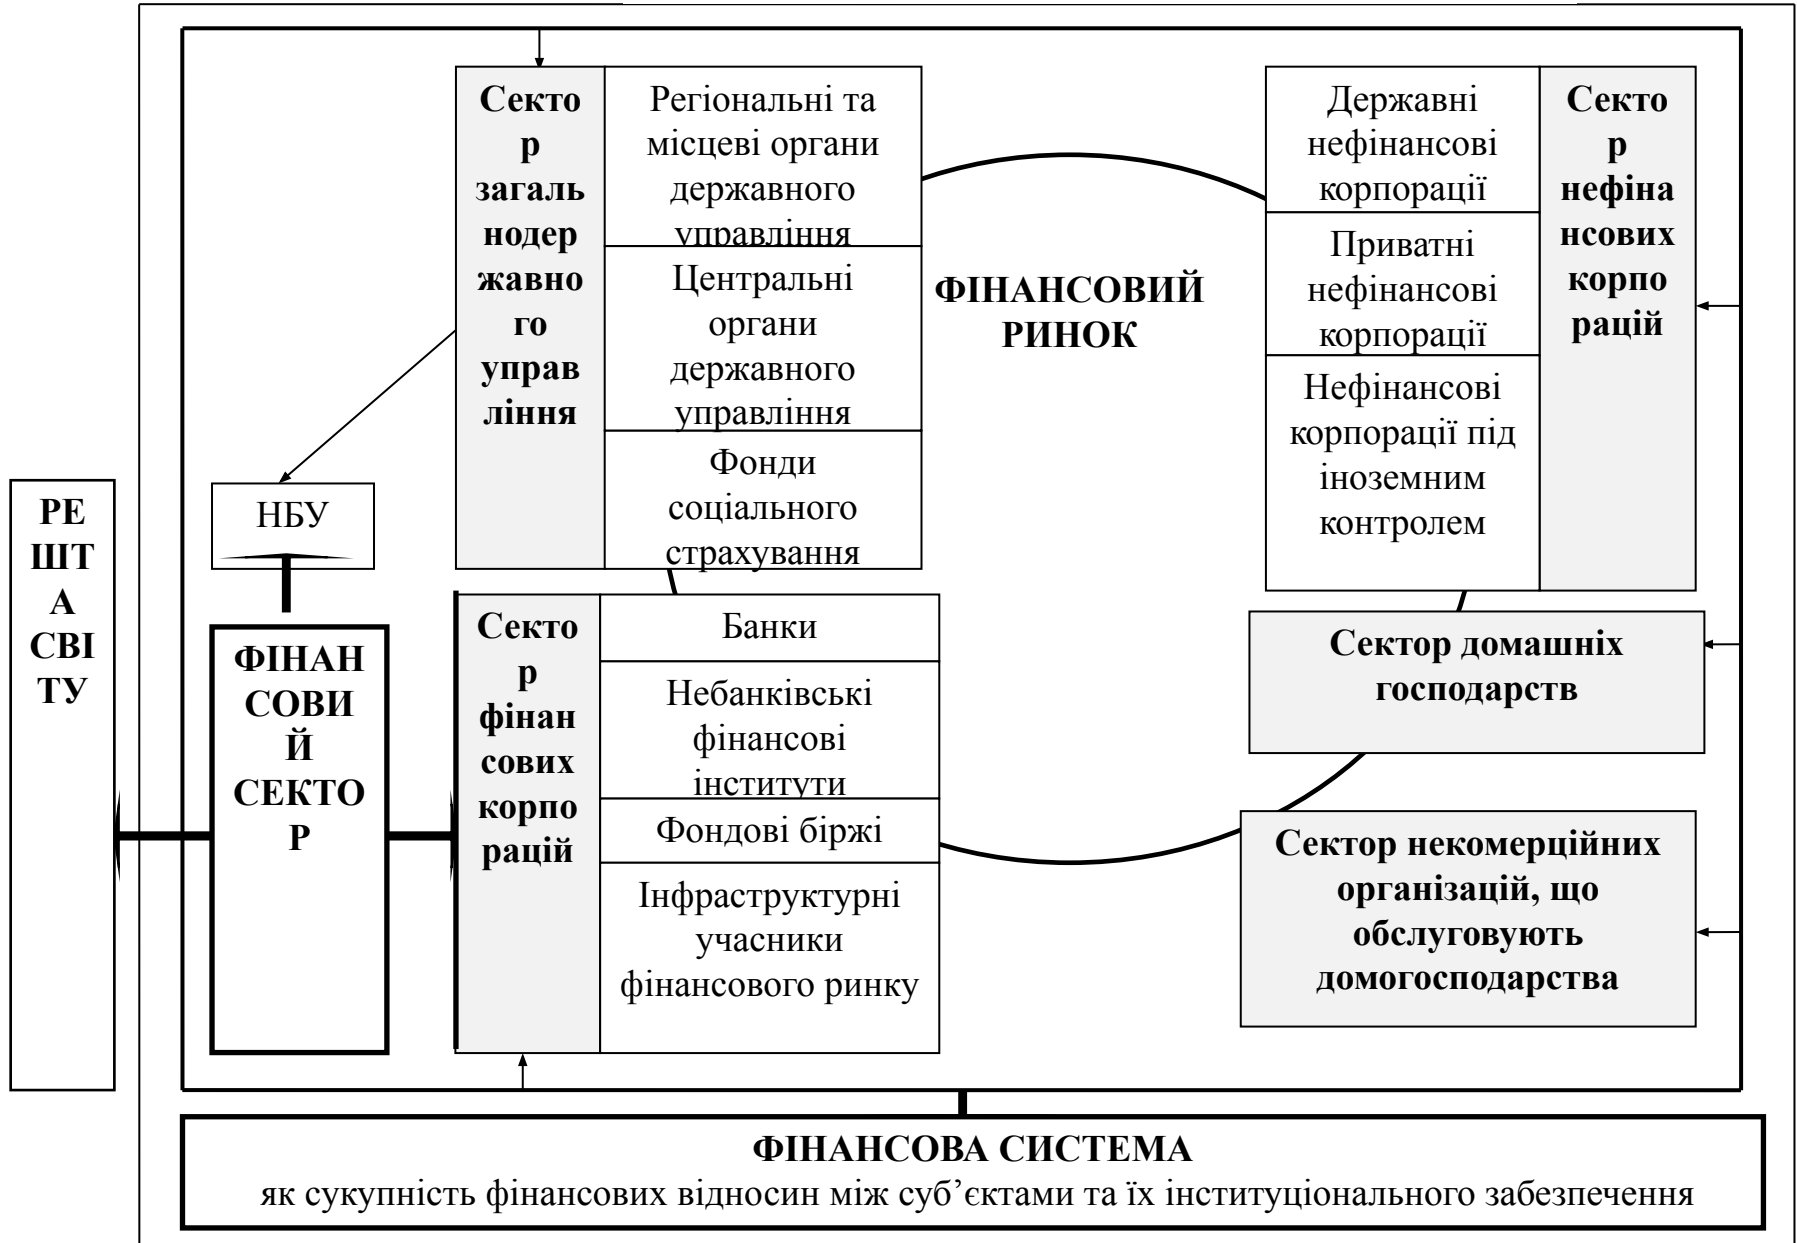 Секто
р
загаль
нодер
жавно
го
управ
ління
Регіональні та
місцеві органи
державного
управління
Центральні
органи
державного
управління
Фонди
соціального
страхування
ФІНАНСОВИЙ
РИНОК
Державні
нефінансові
корпорації
Приватні
нефінансові
корпорації
Нефінансові
корпорації під
іноземним
контролем
Секто
р
нефіна
нсових
корпо
рацій
РЕ
ШТ
А
СВІ
ТУ
НБУ
ФІНАН
СОВИ
Й
СЕКТО
Р
Секто
р
фінан
сових
корпо
рацій
Банки
Небанківські
фінансові
інститути
Фондові біржі
Інфраструктурні
учасники
фінансового ринку
Сектор домашніх
господарств
Сектор некомерційних
організацій, що
обслуговують
домогосподарства
ФІНАНСОВА СИСТЕМА
як сукупність фінансових відносин між суб’єктами та їх інституціонального забезпечення